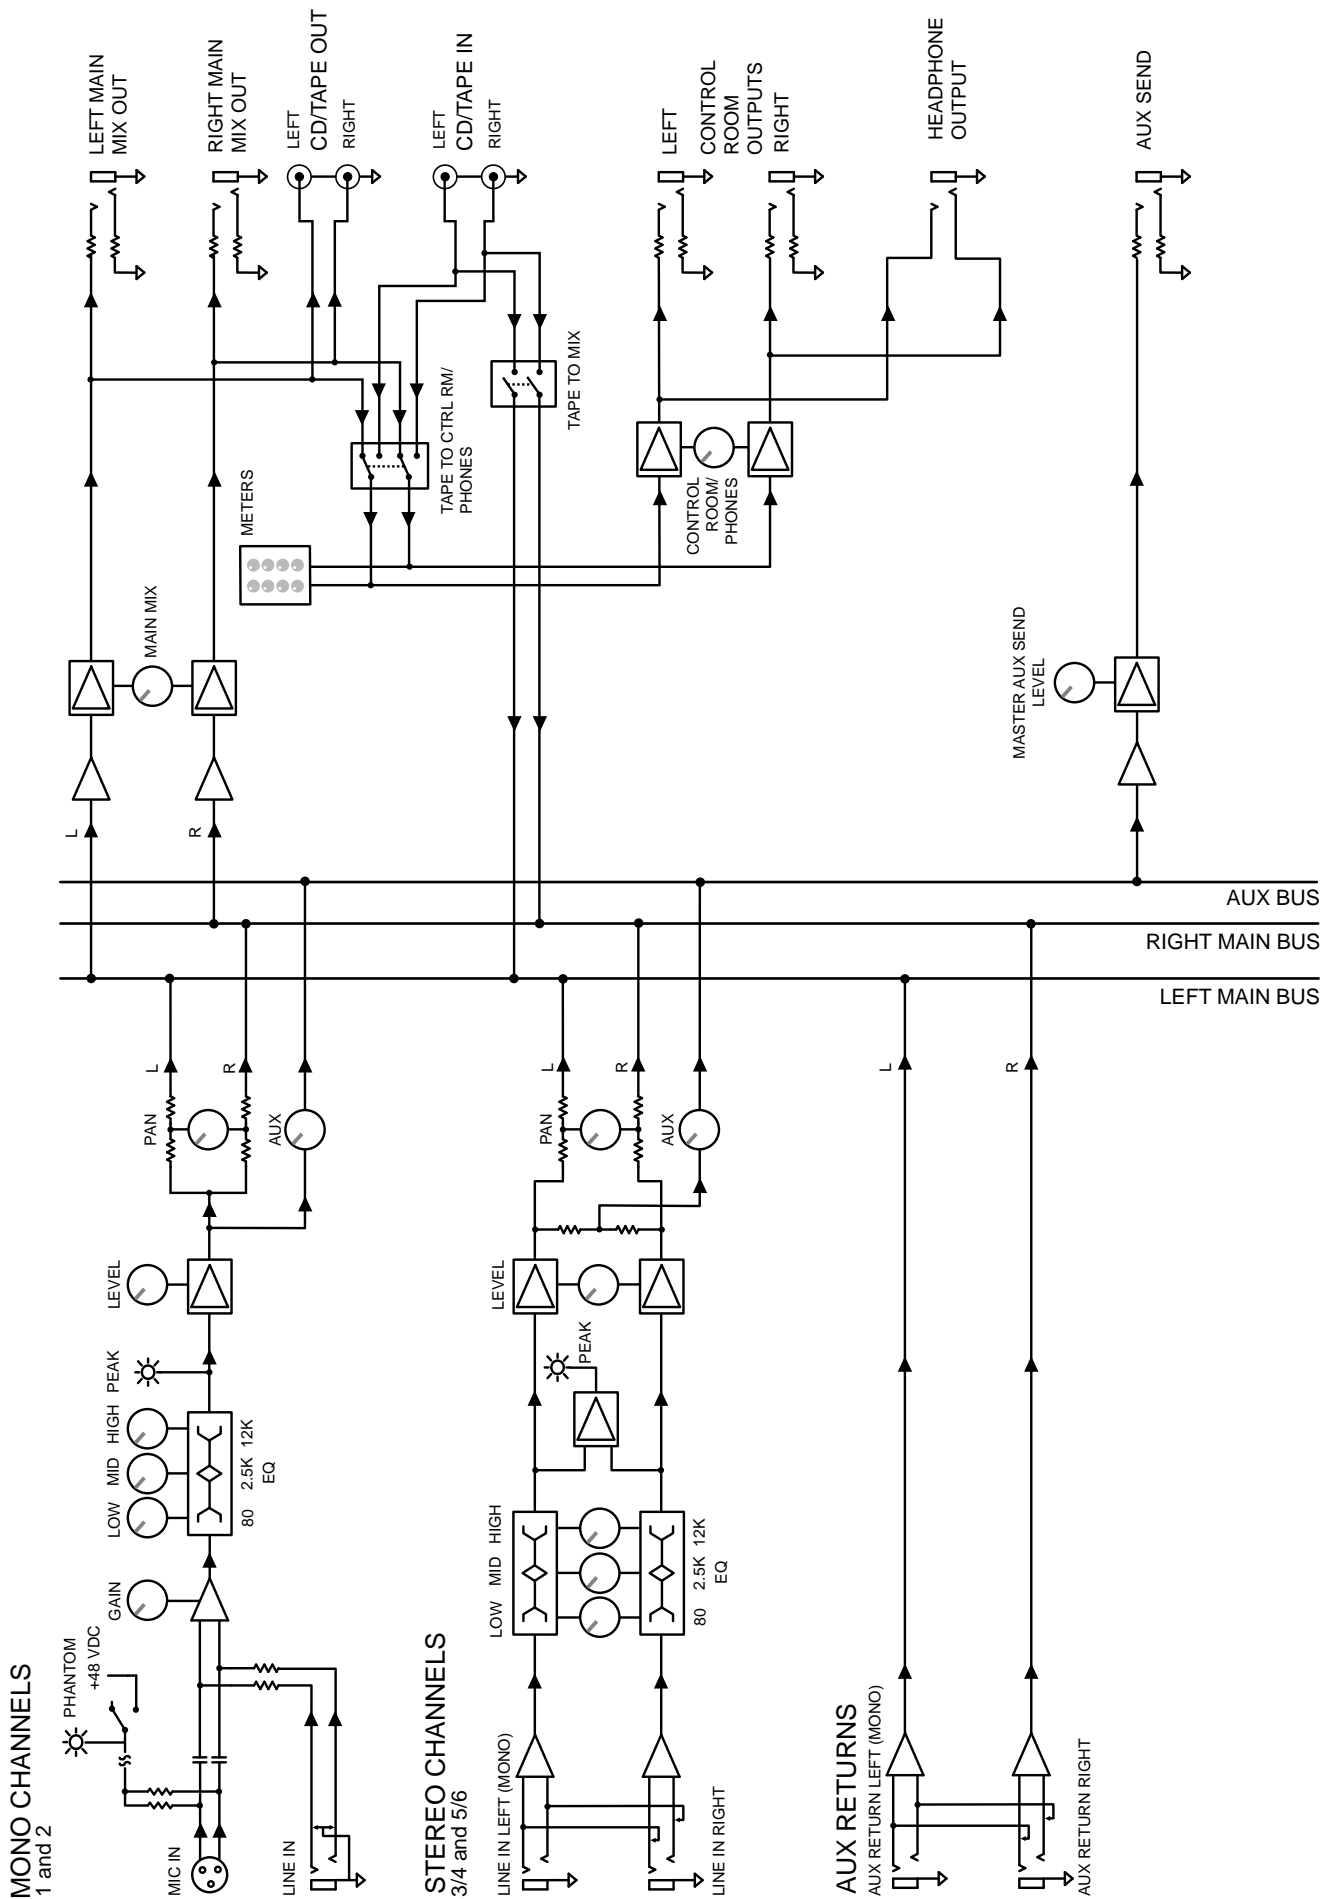 MONO CHANNELS
1 and 2
MIC IN
LINE IN
PHANTOM
+48 VDC
GAIN
LOW MID HIGH
80 2.5K 12K
EQ
PEAK
LEVEL
PAN
L
R
AUX
STEREO CHANNELS
3/4 and 5/6
LINE IN LEFT (MONO)
LINE IN RIGHT
LOW MID HIGH
80 2.5K 12K
EQ
PEAK
LEVEL
PAN
L
R
AUX
AUX RETURNS
AUX RETURN LEFT (MONO)
AUX RETURN RIGHT
L
R
LEFT MAIN BUS
RIGHT MAIN BUS
AUX BUS
L
R
MAIN MIX
METERS
TAPE TO CTRL RM/
PHONES
TAPE TO MIX
CONTROL
ROOM/
PHONES
MASTER AUX SEND
LEVEL
LEFT MAIN
MIX OUT
RIGHT MAIN
MIX OUT
LEFT
CD/TAPE OUT
RIGHT
LEFT
CD/TAPE IN
RIGHT
LEFT
CONTROL
ROOM
OUTPUTS
RIGHT
HEADPHONE
OUTPUT
AUX SEND